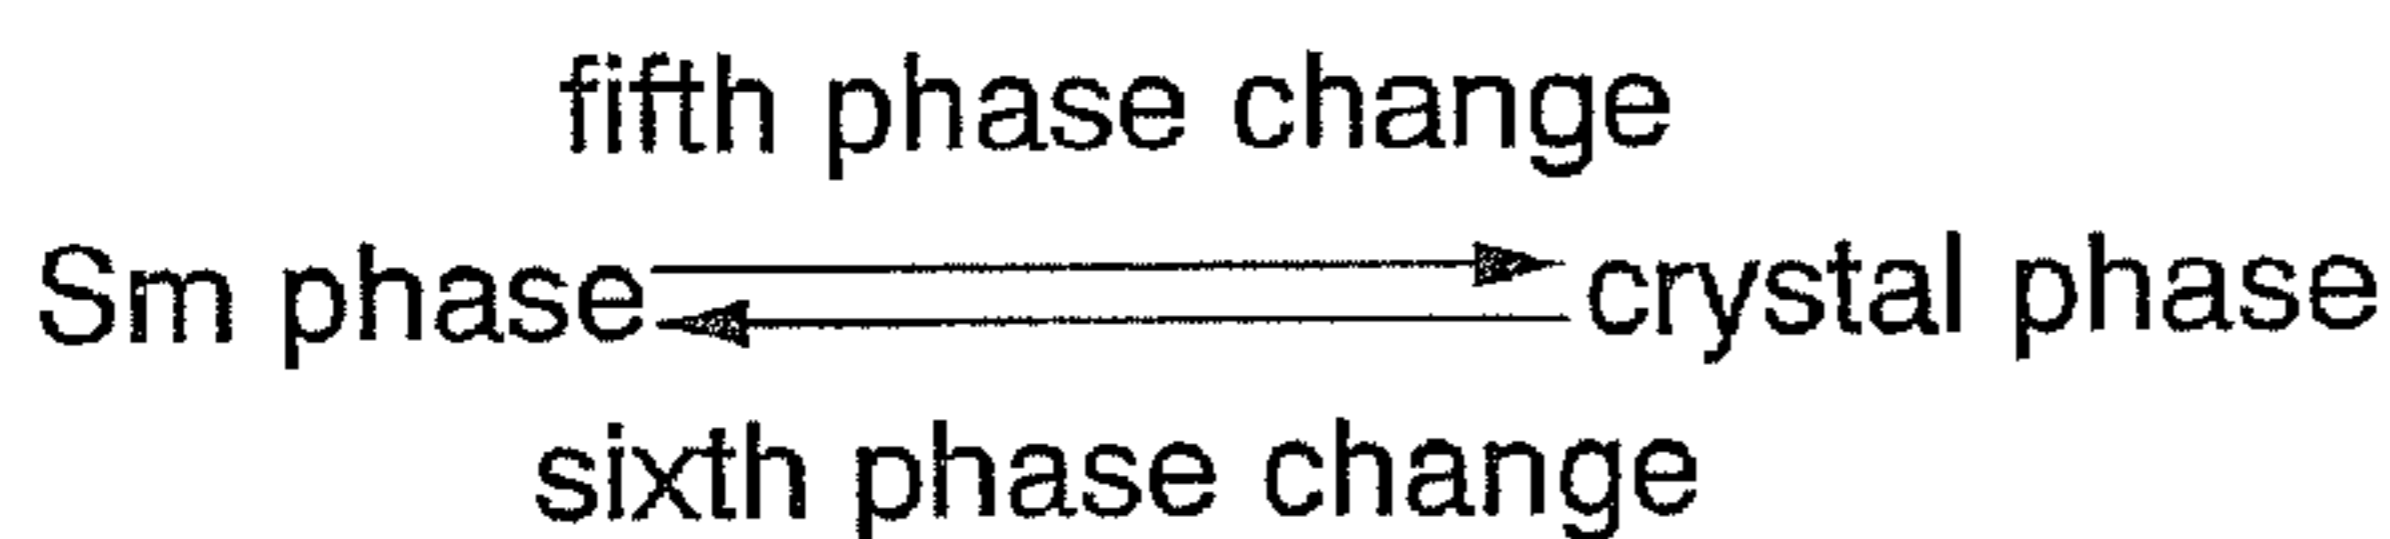 fifth phase change
Sm phase crystal phase
sixth phase change